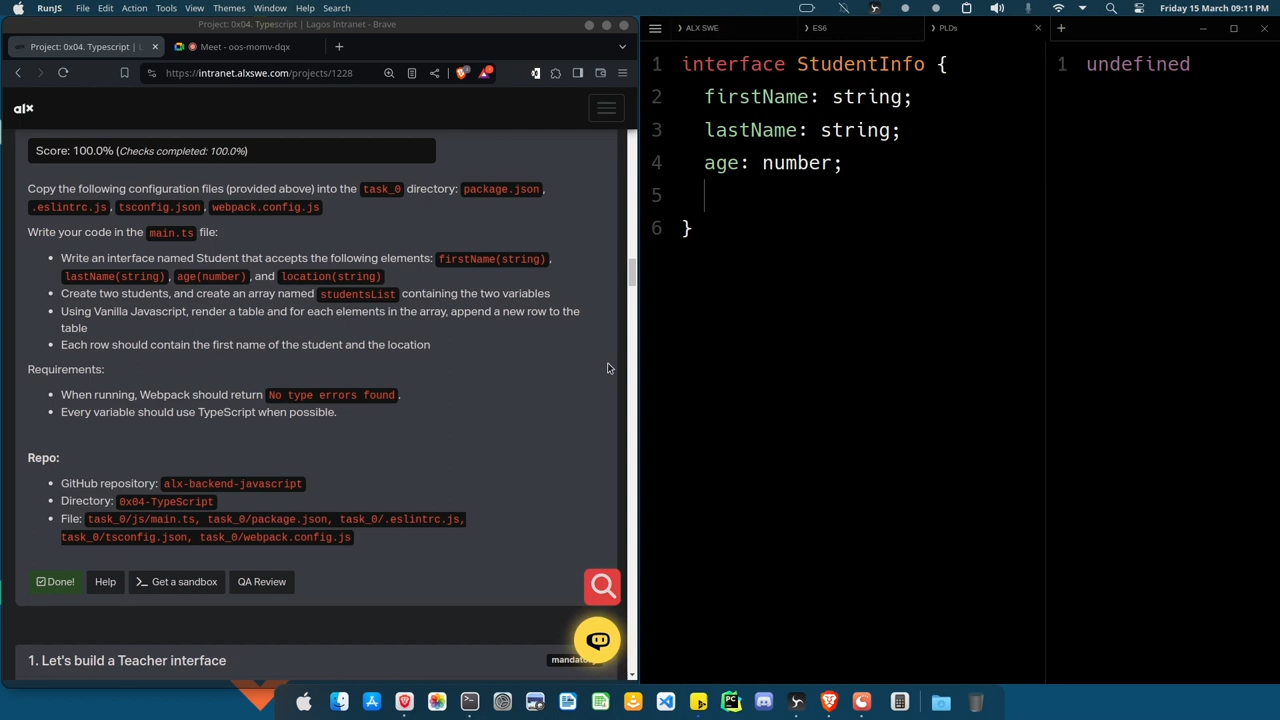 RunJS File Edit Action Tools View Themes Window Help Search Friday 15 March 09:11 PM
Project: 0x04. Typescript | Lagos Intranet - Brave
Project: 0x04. Typescript | L
Meet - oos-momv-dqx
https://intranet.alxswe.com/projects/1228
alx
Score: 100.0% (Checks completed: 100.0%)
Copy the following configuration files (provided above) into the task_0 directory: package.json,
.eslintrc.js, tsconfig.json, webpack.config.js
Write your code in the main.ts file:
Write an interface named Student that accepts the following elements: firstName(string),
lastName(string), age(number), and location(string)
Create two students, and create an array named studentsList containing the two variables
Using Vanilla Javascript, render a table and for each elements in the array, append a new row to the
table
Each row should contain the first name of the student and the location
Requirements:
When running, Webpack should return No type errors found.
Every variable should use TypeScript when possible.
Repo:
GitHub repository: alx-backend-javascript
Directory: 0x04-TypeScript
File: task_0/js/main.ts, task_0/package.json, task_0/.eslintrc.js,
task_0/tsconfig.json, task_0/webpack.config.js
Done! Help Get a sandbox QA Review
1. Let's build a Teacher interface
ALX SWE ES6 PLDs
1 interface StudentInfo {
2 firstName: string;
3 lastName: string;
4 age: number;
5
6 }
1 undefined